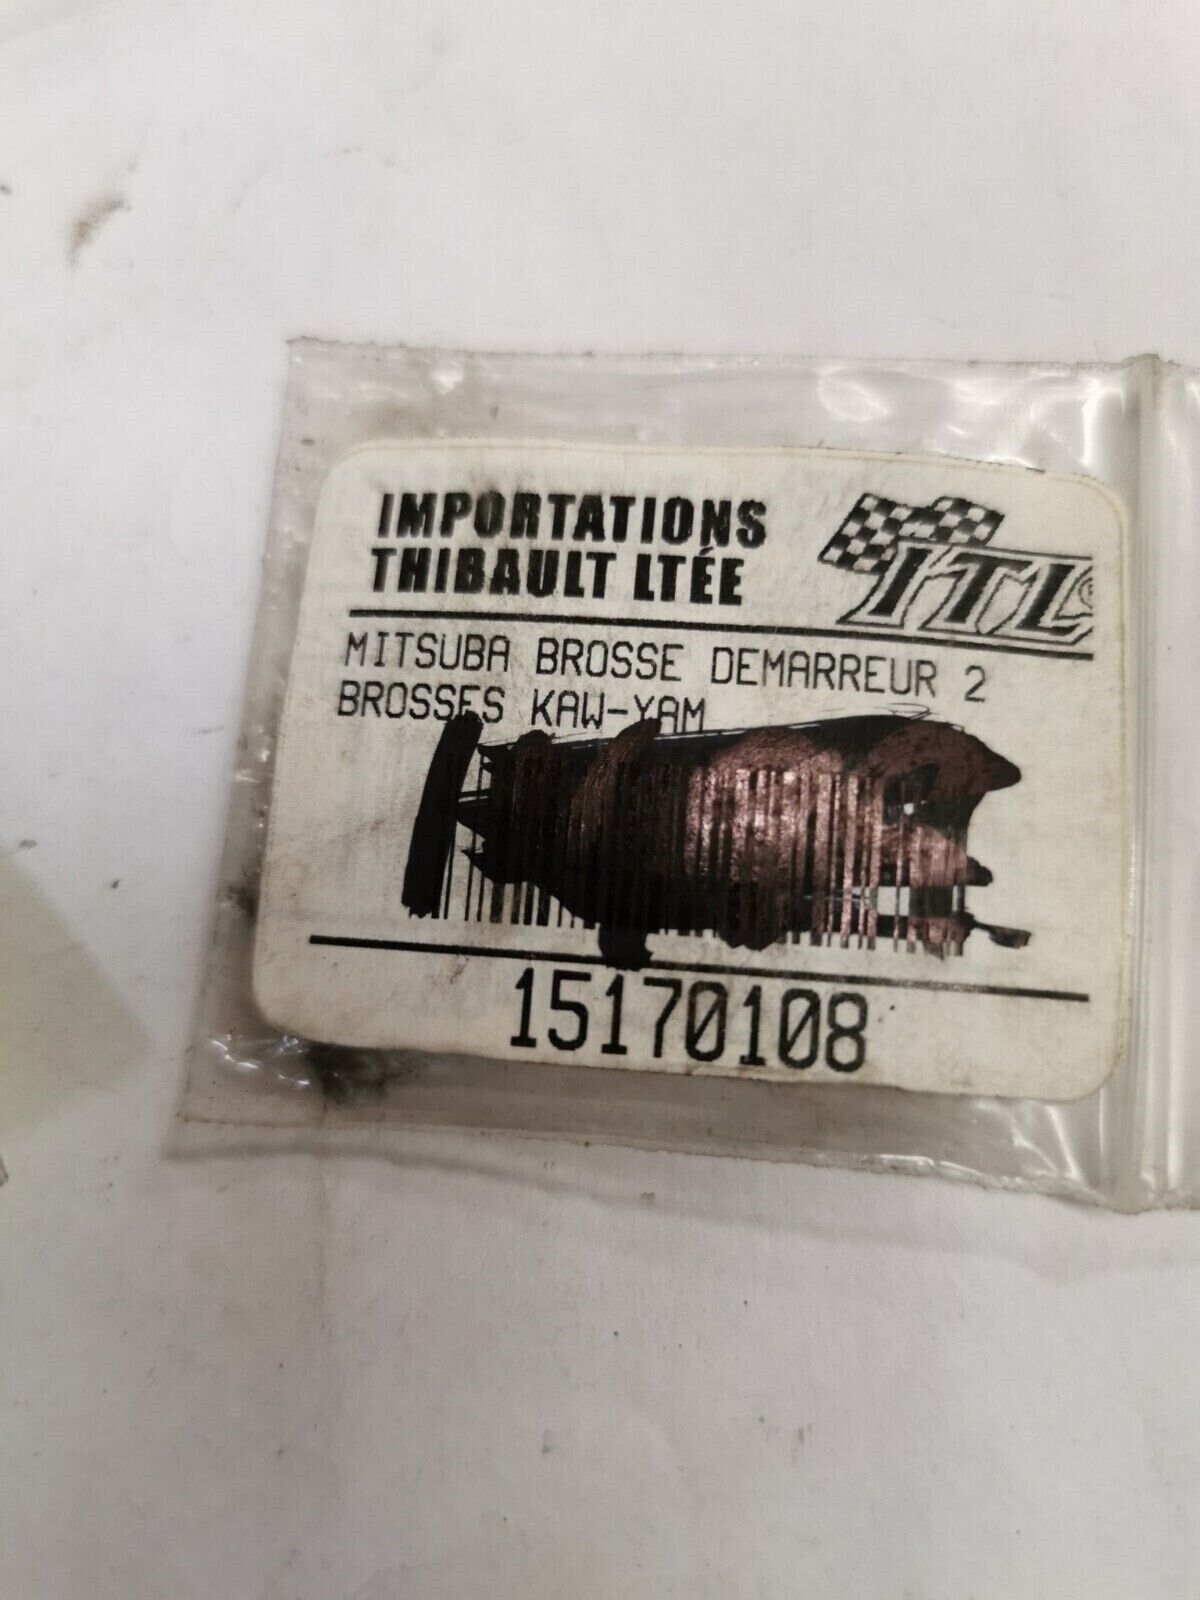 IMPORTATIONS
THIBAULT LTÉE
ITL®
MITSUBA BROSSE DEMARREUR 2
BROSSES KAW-YAM
15170108